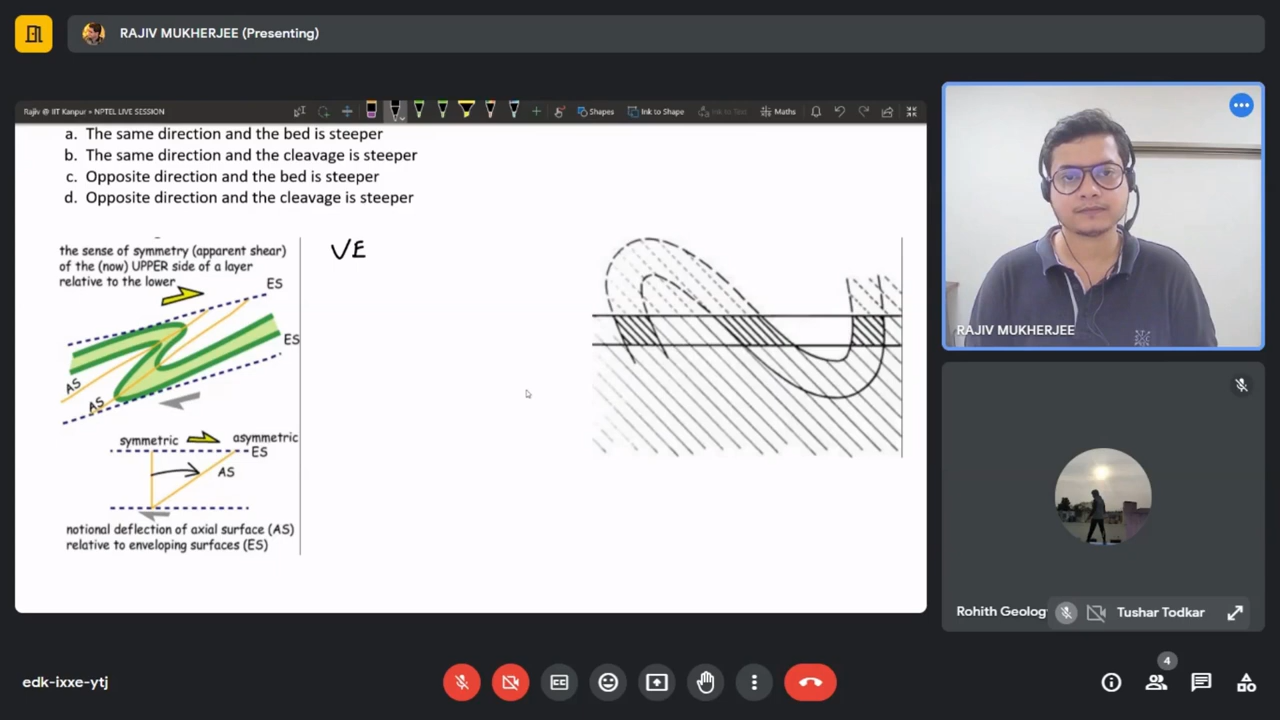 RAJIV MUKHERJEE (Presenting)
Rajiv @ IIT Kanpur » NPTEL LIVE SESSION
Shapes
Ink to Shape
Ink to Text
Maths
a. The same direction and the bed is steeper
b. The same direction and the cleavage is steeper
c. Opposite direction and the bed is steeper
d. Opposite direction and the cleavage is steeper
the sense of symmetry (apparent shear)
of the (now) UPPER side of a layer
relative to the lower
ES
ES
AS
AS
symmetric
asymmetric
ES
AS
notional deflection of axial surface (AS)
relative to enveloping surfaces (ES)
VE
RAJIV MUKHERJEE
Rohith Geolog
Tushar Todkar
edk-ixxe-ytj
CC
4